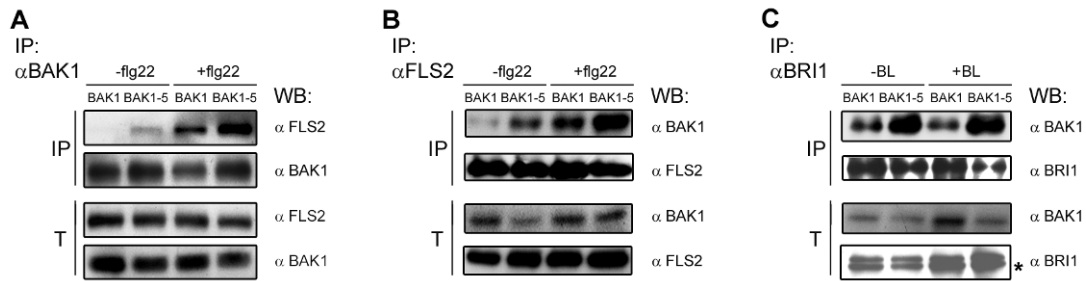 A
IP:
αBAK1 -flg22 +flg22
BAK1 BAK1-5 BAK1 BAK1-5 WB:
IP
α FLS2
α BAK1
T
α FLS2
α BAK1
B
IP:
αFLS2 -flg22 +flg22
BAK1 BAK1-5 BAK1 BAK1-5 WB:
IP
α BAK1
α FLS2
T
α BAK1
α FLS2
C
IP:
αBRI1 -BL +BL
BAK1 BAK1-5 BAK1 BAK1-5 WB:
IP
α BAK1
α BRI1
T
α BAK1
* α BRI1